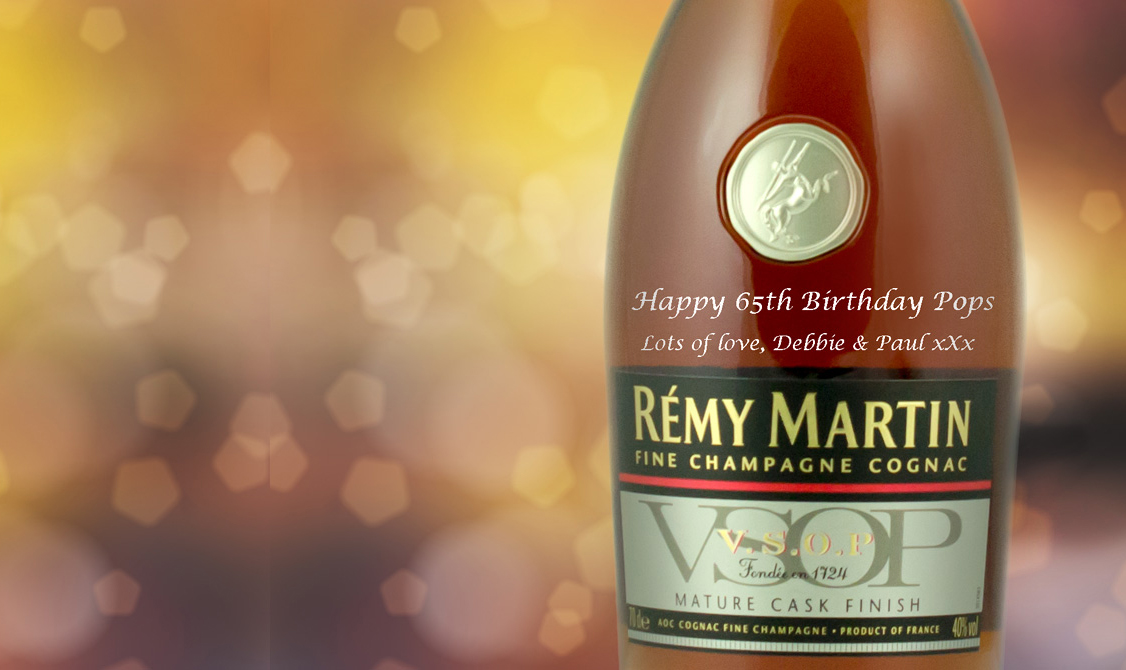 Happy 65th Birthday Pops
Lots of love, Debbie & Paul xXx
RÉMY MARTIN
FINE CHAMPAGNE COGNAC
VSOP
V.S.O.P
Fondée en 1724
MATURE CASK FINISH
70cle AOC COGNAC FINE CHAMPAGNE • PRODUCT OF FRANCE 40% vol